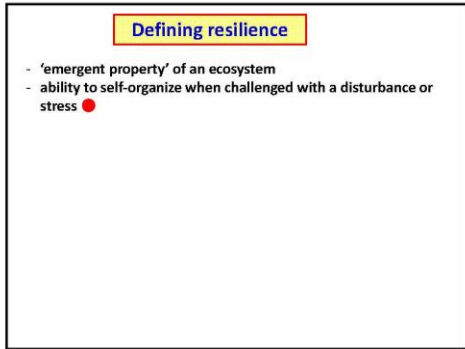 Defining resilience
- ‘emergent property’ of an ecosystem
- ability to self-organize when challenged with a disturbance or
stress